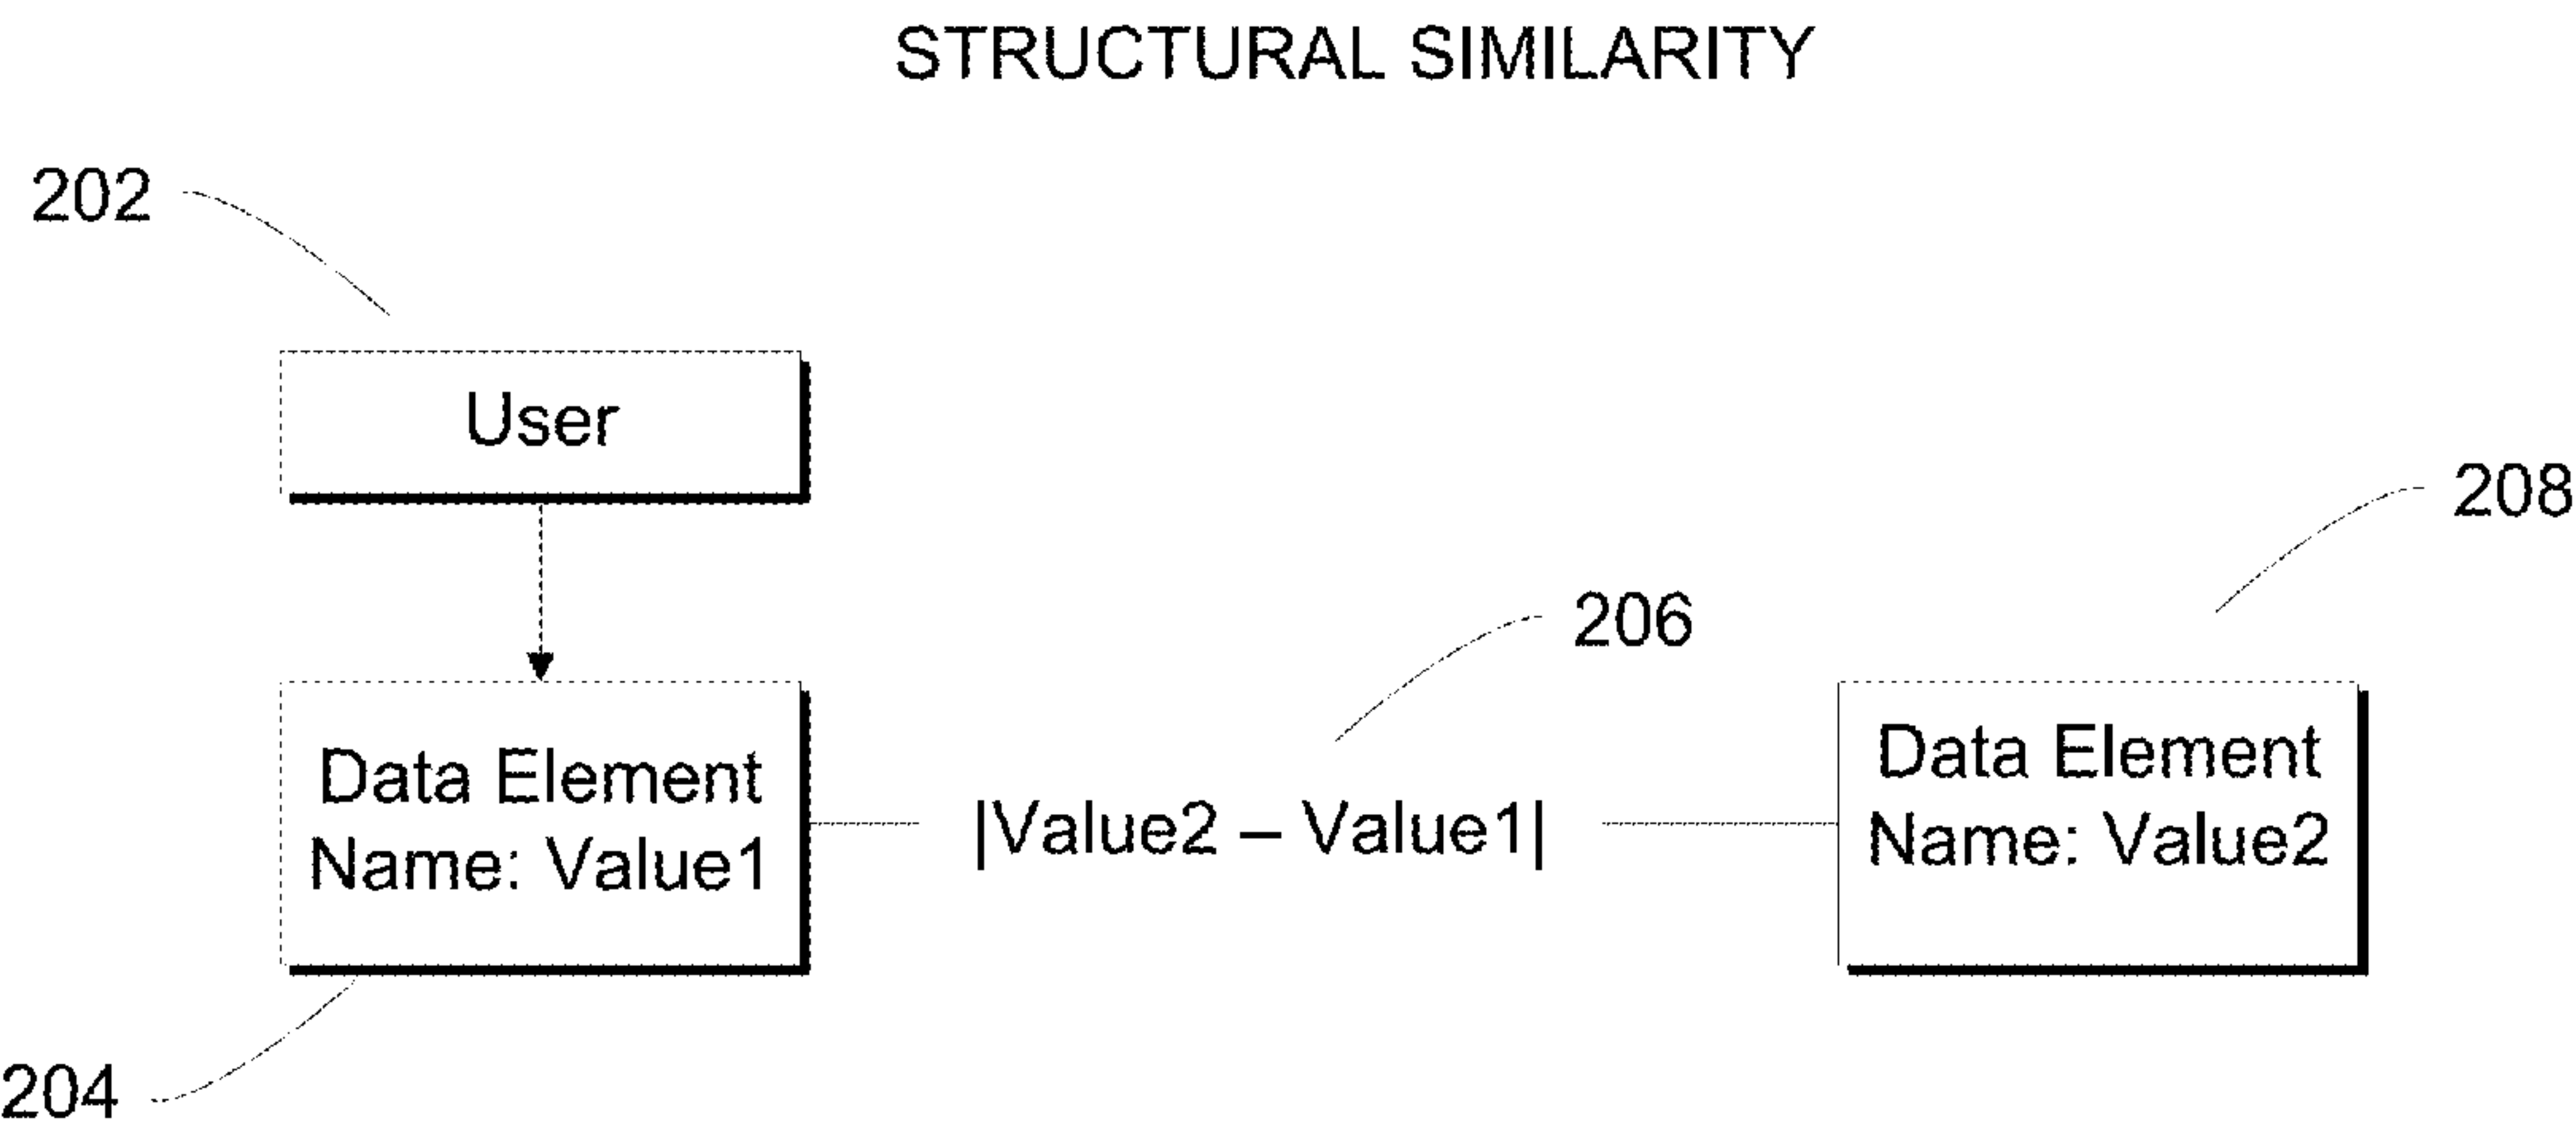 STRUCTURAL SIMILARITY
202
User
208
206
Data Element
Name: Value1
|Value2 – Value1|
Data Element
Name: Value2
204